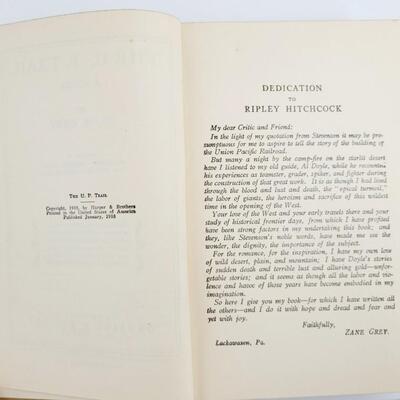 THE U. P. TRAIL
Copyright, 1918, by Harper & Brothers
Printed in the United States of America
Published January, 1918
DEDICATION
TO
RIPLEY HITCHCOCK
My dear Critic and Friend:
In the light of my quotation from Stevenson it may be pre-
sumptuous for me to aspire to tell the story of the building of
the Union Pacific Railroad.
But many a night by the camp-fire on the starlit desert
have I listened to my old guide, Al Doyle, while he recounted
his experiences as teamster, grader, spiker, and fighter during
the construction of that great work. It is as though I had lived
through the blood and lust and death, the "epical turmoil,"
the labor of giants, the heroism and sacrifice of this wildest
time in the opening of the West.
Your love of the West and your early travels there and your
study of historical frontier days, from which I have profited
have been strong factors in my undertaking this book; and
they, like Stevenson's noble words, have made me see the
wonder, the dignity, the importance of the subject.
For the romance, for the inspiration, I have my own love
of wild desert, plain, and mountain; I have Doyle's stories
of sudden death and terrible lust and alluring gold—unfor-
getable stories; and it seems as though all the labor and vio-
lence and havoc of those years have become embodied in my
imagination.
So here I give you my book—for which I have written all
the others—and I do it with hope and dread and fear and
yet with joy.
Faithfully,
ZANE GREY.
Lackawaxen, Pa.